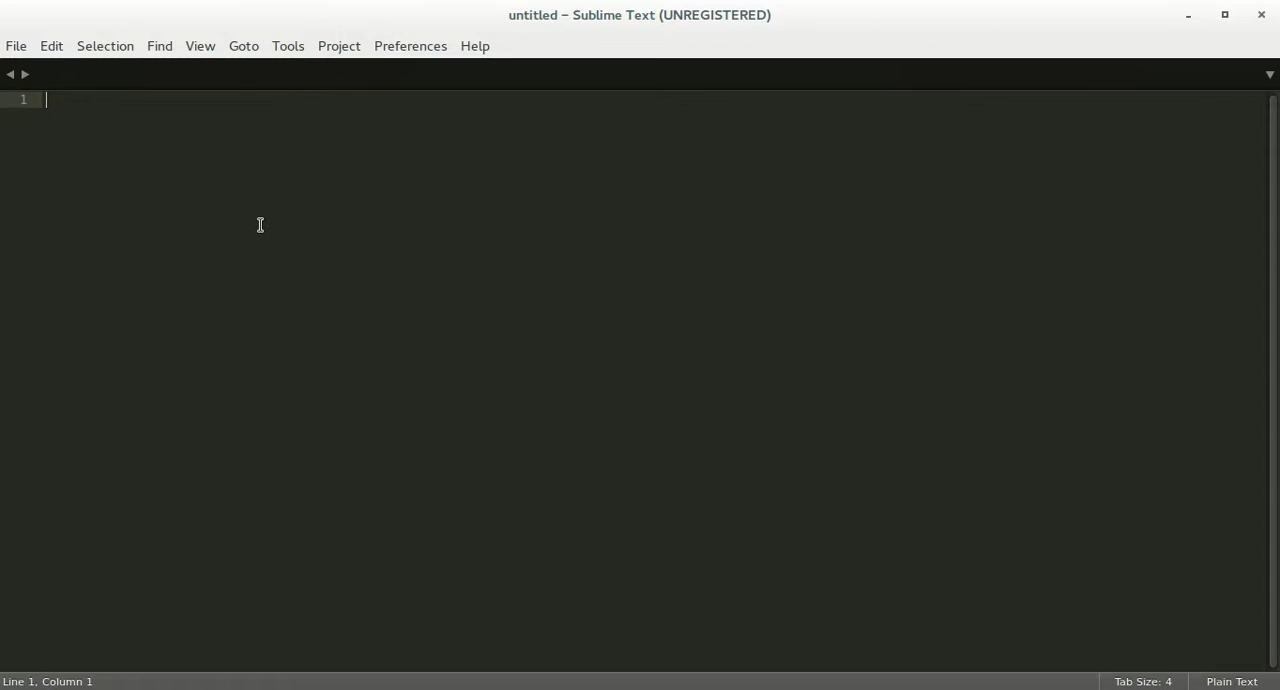 untitled – Sublime Text (UNREGISTERED)
File Edit Selection Find View Goto Tools Project Preferences Help
1
Line 1, Column 1 Tab Size: 4 Plain Text